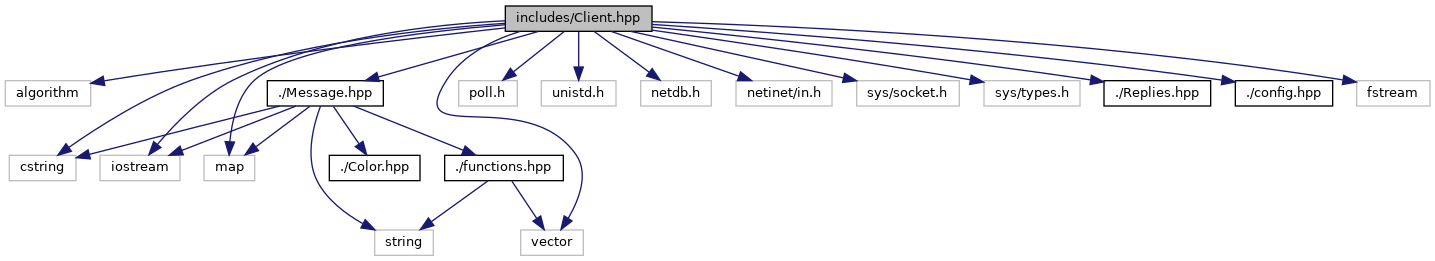 includes/Client.hpp
algorithm
./Message.hpp
poll.h
unistd.h
netdb.h
netinet/in.h
sys/socket.h
sys/types.h
./Replies.hpp
./config.hpp
fstream
cstring
iostream
map
./Color.hpp
./functions.hpp
string
vector